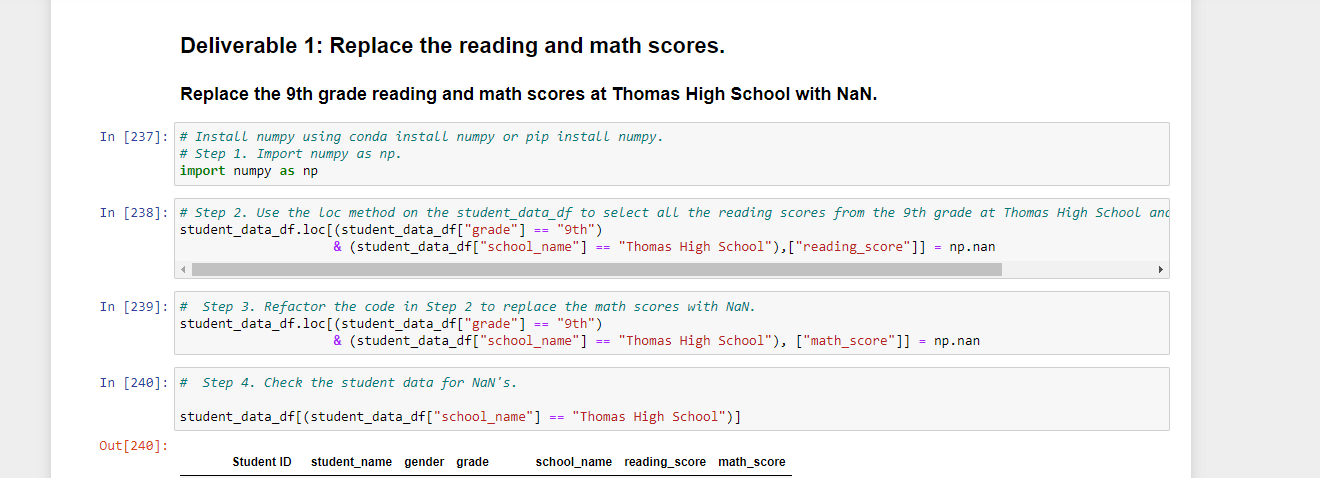 Deliverable 1: Replace the reading and math scores.
Replace the 9th grade reading and math scores at Thomas High School with NaN.
In [237]:
# Install numpy using conda install numpy or pip install numpy.
# Step 1. Import numpy as np.
import numpy as np
In [238]:
# Step 2. Use the loc method on the student_data_df to select all the reading scores from the 9th grade at Thomas High School and
student_data_df.loc[(student_data_df["grade"] == "9th")
& (student_data_df["school_name"] == "Thomas High School"),["reading_score"]] = np.nan
In [239]:
#  Step 3. Refactor the code in Step 2 to replace the math scores with NaN.
student_data_df.loc[(student_data_df["grade"] == "9th")
& (student_data_df["school_name"] == "Thomas High School"), ["math_score"]] = np.nan
In [240]:
#  Step 4. Check the student data for NaN's.
student_data_df[(student_data_df["school_name"] == "Thomas High School")]
Out[240]:
Student ID student_name gender grade school_name reading_score math_score